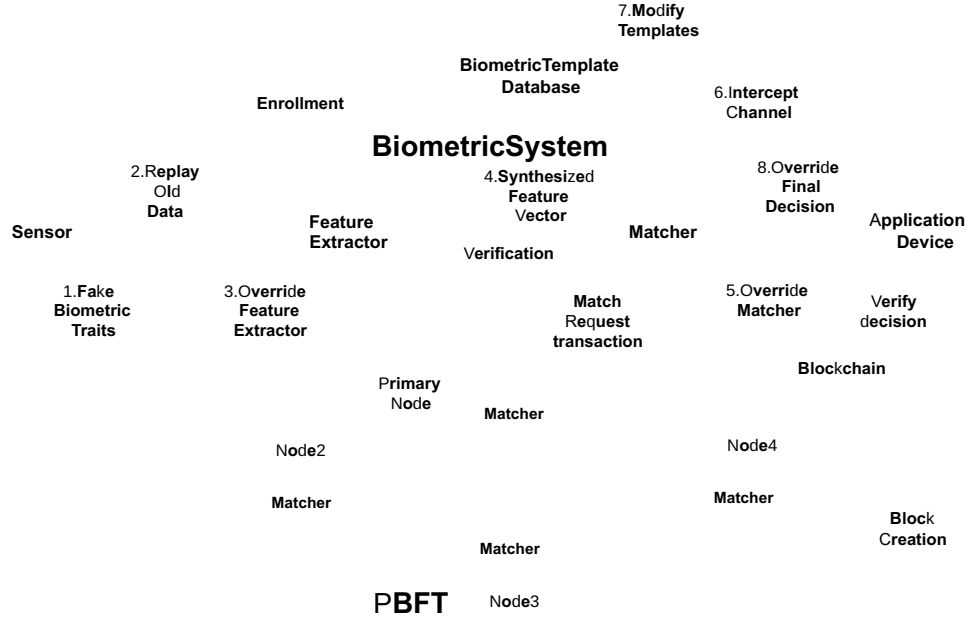 7.Modify
Templates
BiometricTemplate
Database
6.Intercept
Channel
Enrollment
BiometricSystem
2.Replay
Old
Data
4.Synthesized
Feature
Vector
8.Override
Final
Decision
Sensor
Feature
Extractor
Matcher
Application
Device
Verification
1.Fake
Biometric
Traits
3.Override
Feature
Extractor
Match
Request
transaction
5.Override
Matcher
Verify
decision
Blockchain
Primary
Node
Matcher
Node2
Node4
Matcher
Matcher
Block
Creation
Matcher
PBFT
Node3